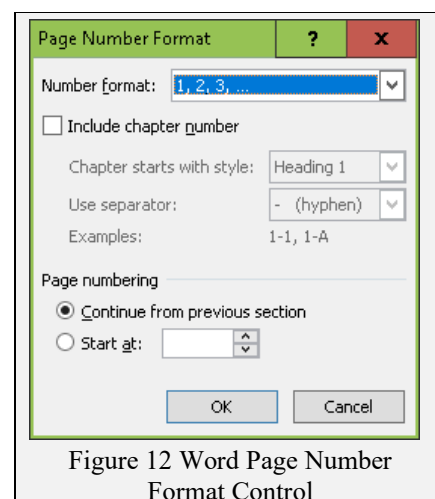 Page Number Format ? x
Number format: 1, 2, 3, ...
Include chapter number
Chapter starts with style: Heading 1
Use separator: - (hyphen)
Examples: 1-1, 1-A
Page numbering
Continue from previous section
Start at:
OK Cancel
Figure 12 Word Page Number
Format Control